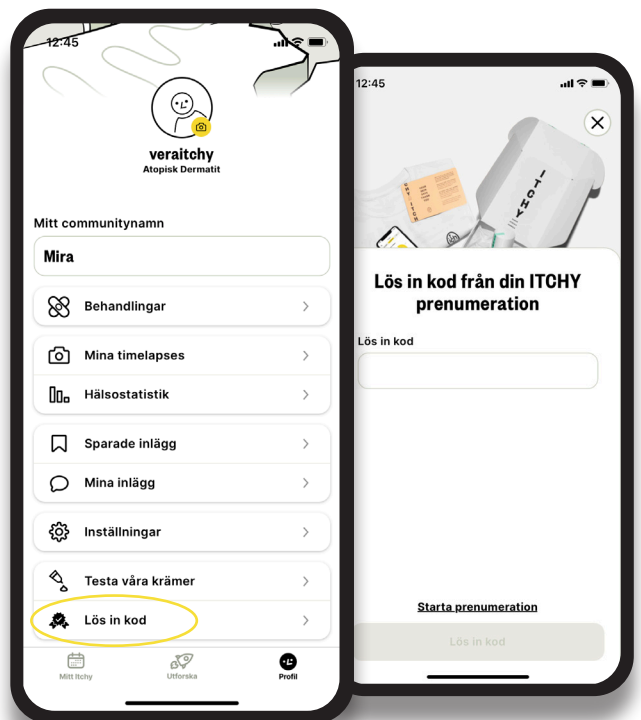 12:45
veraitchy
Atopisk Dermatit
Mitt communitynamn
Mira
Behandlingar
Mina timelapses
Hälsostatistik
Sparade inlägg
Mina inlägg
Inställningar
Testa våra krämer
Lös in kod
Mitt Itchy
Utforska
Profil
12:45
ITCHY
Lös in kod från din ITCHY
prenumeration
Lös in kod
Starta prenumeration
Lös in kod